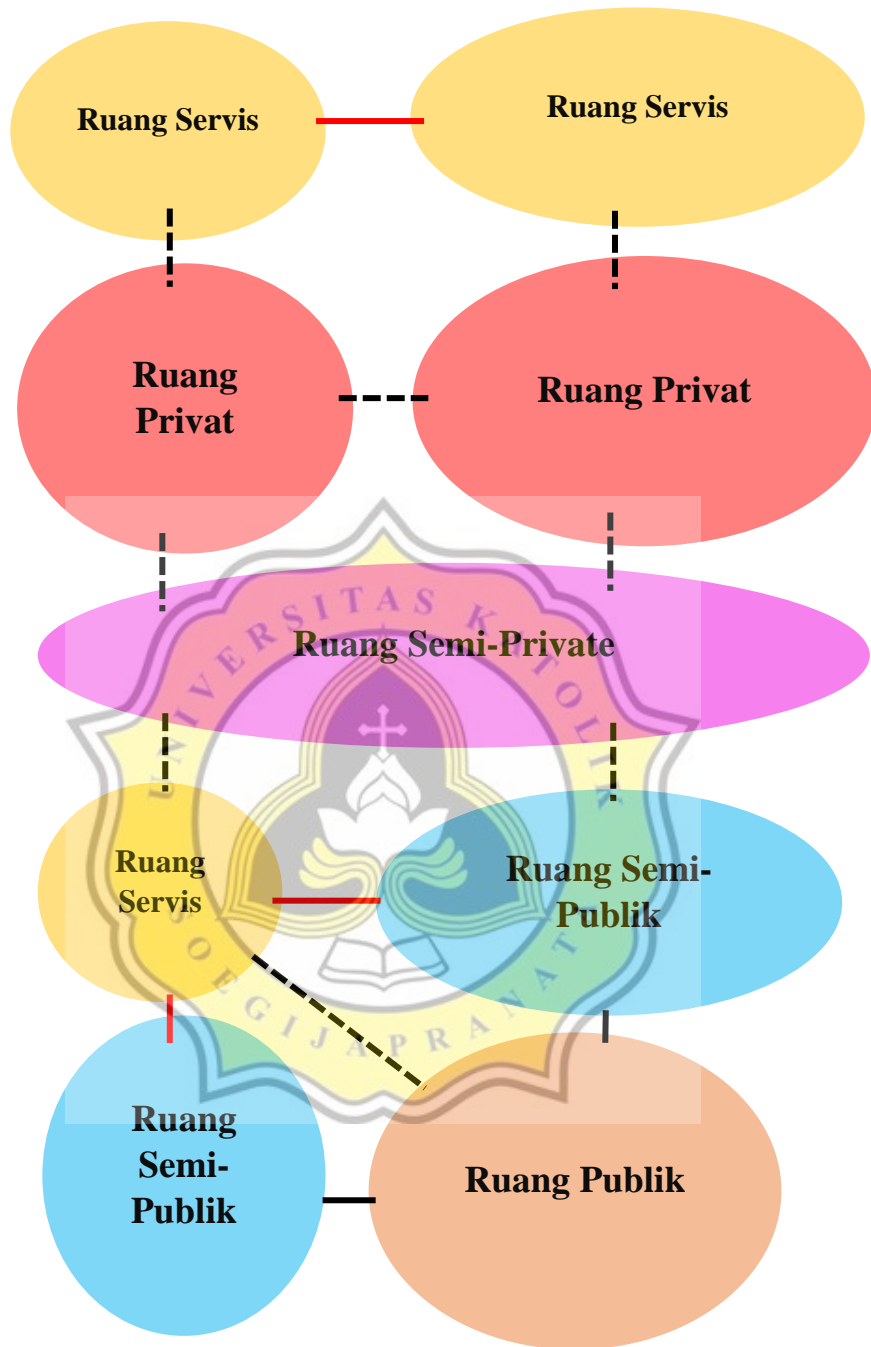 Ruang Servis
Ruang Servis
Ruang
Privat
Ruang Privat
UNIVERSITAS KATOLIK
Ruang Semi-Private
Ruang
Servis
Ruang Semi-
Publik
SOEGIJAPRANATA
Ruang
Semi-
Publik
Ruang Publik